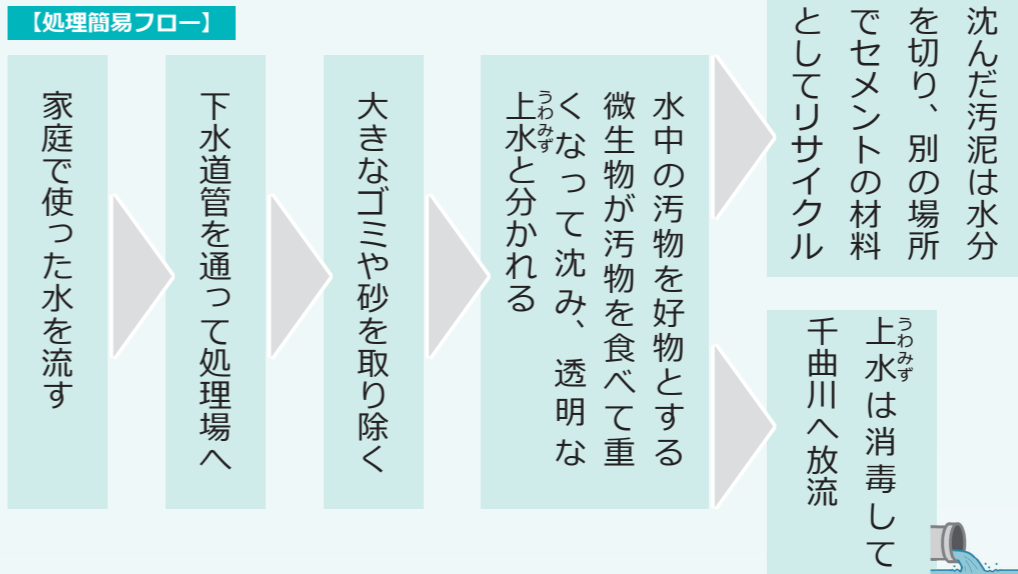 【処理簡易フロー】
家庭で使った水を流す
下水道管を通って処理場へ
大きなゴミや砂を取り除く
水中の汚物を好物とする
微生物が汚物を食べて重
くなって沈み、透明な
上水と分かれる
うわみず
沈んだ汚泥は水分
を切り、別の場所
でセメントの材料
としてリサイクル
上水は消毒して
うわみず
千曲川へ放流